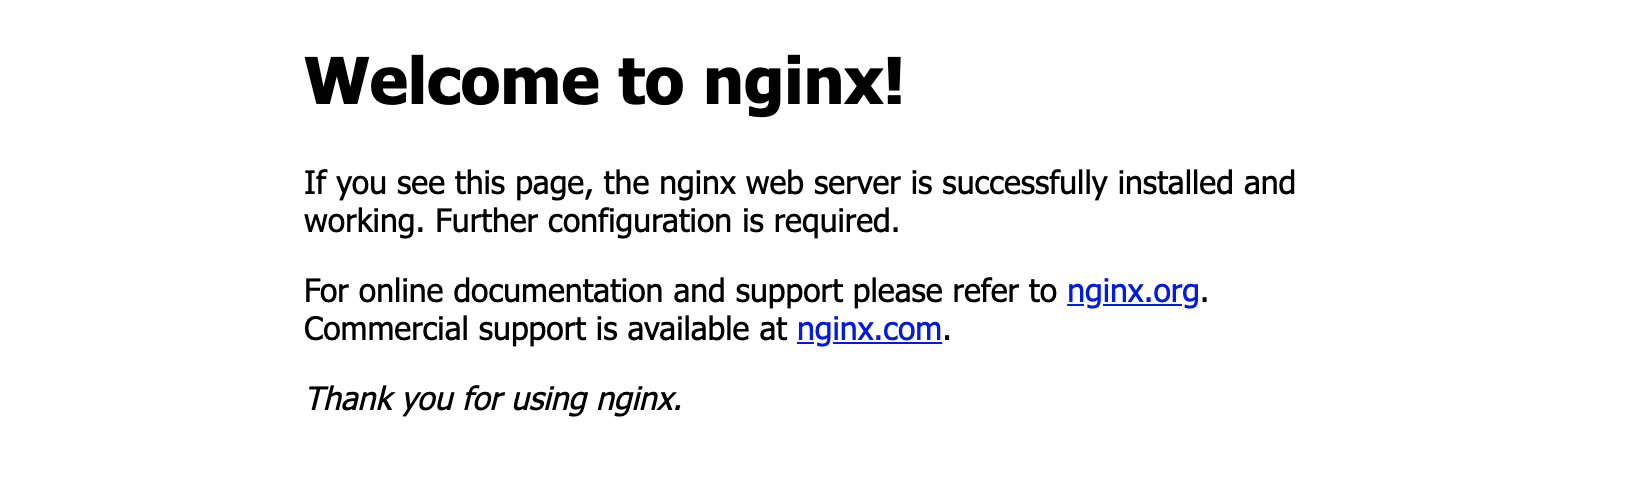 Welcome to nginx!
If you see this page, the nginx web server is successfully installed and
working. Further configuration is required.
For online documentation and support please refer to nginx.org.
Commercial support is available at nginx.com.
Thank you for using nginx.